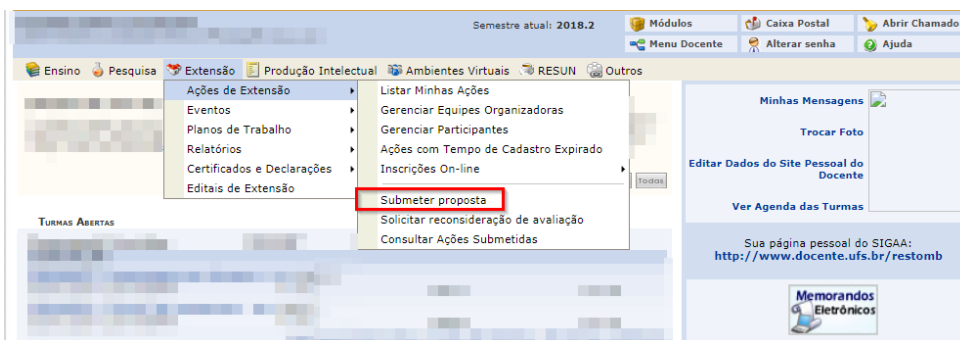 Semestre atual: 2018.2
Módulos
Caixa Postal
Abrir Chamado
Menu Docente
Alterar senha
Ajuda
Ensino
Pesquisa
Extensão
Produção Intelectual
Ambientes Virtuais
RESUN
Outros
Ações de Extensão
Eventos
Planos de Trabalho
Relatórios
Certificados e Declarações
Editais de Extensão
Listar Minhas Ações
Gerenciar Equipes Organizadoras
Gerenciar Participantes
Ações com Tempo de Cadastro Expirado
Inscrições On-line
Submeter proposta
Solicitar reconsideração de avaliação
Consultar Ações Submetidas
Todas
Turmas Abertas
Minhas Mensagens
Trocar Foto
Editar Dados do Site Pessoal do
Docente
Ver Agenda das Turmas
Sua página pessoal do SIGAA:
http://www.docente.ufs.br/restomb
Memorandos
Eletrônicos